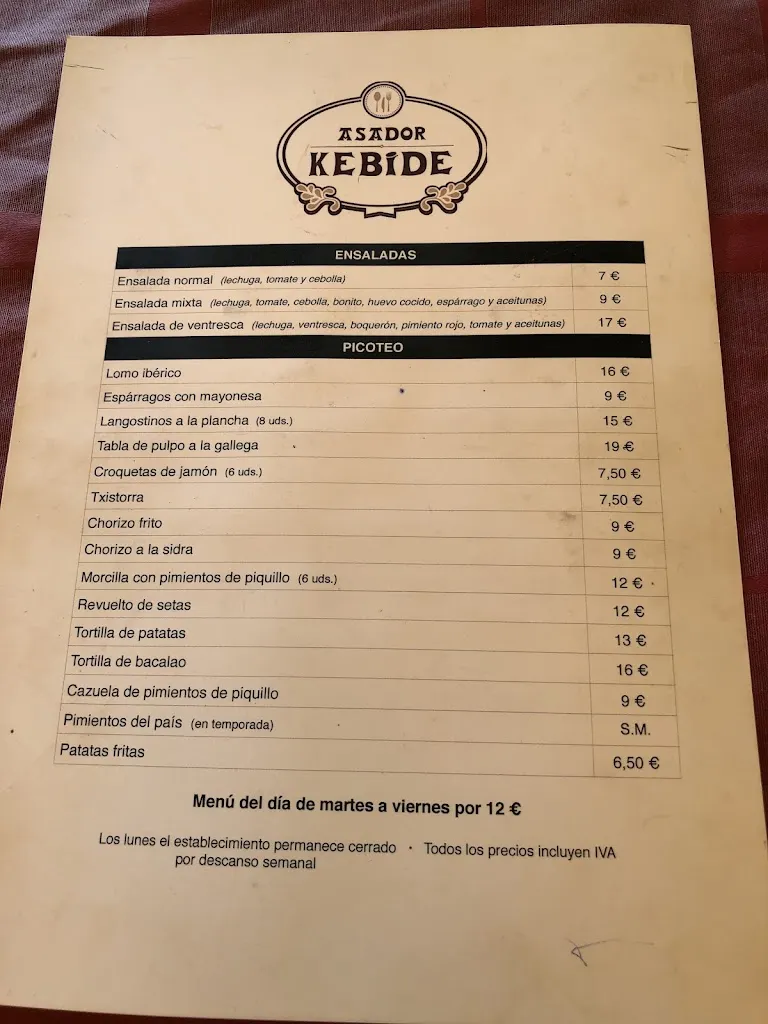 ASADOR
KEBIDE
ENSALADAS
Ensalada normal (lechuga, tomate y cebolla) 7 €
Ensalada mixta (lechuga, tomate, cebolla, bonito, huevo cocido, espárrago y aceitunas) 9 €
Ensalada de ventresca (lechuga, ventresca, boquerón, pimiento rojo, tomate y aceitunas) 17 €
PICOTEO
Lomo ibérico 16 €
Espárragos con mayonesa 9 €
Langostinos a la plancha (8 uds.) 15 €
Tabla de pulpo a la gallega 19 €
Croquetas de jamón (6 uds.) 7,50 €
Txistorra 7,50 €
Chorizo frito 9 €
Chorizo a la sidra 9 €
Morcilla con pimientos de piquillo (6 uds.) 12 €
Revuelto de setas 12 €
Tortilla de patatas 13 €
Tortilla de bacalao 16 €
Cazuela de pimientos de piquillo 9 €
Pimientos del país (en temporada) S.M.
Patatas fritas 6,50 €
Menú del día de martes a viernes por 12 €
Los lunes el establecimiento permanece cerrado · Todos los precios incluyen IVA
por descanso semanal